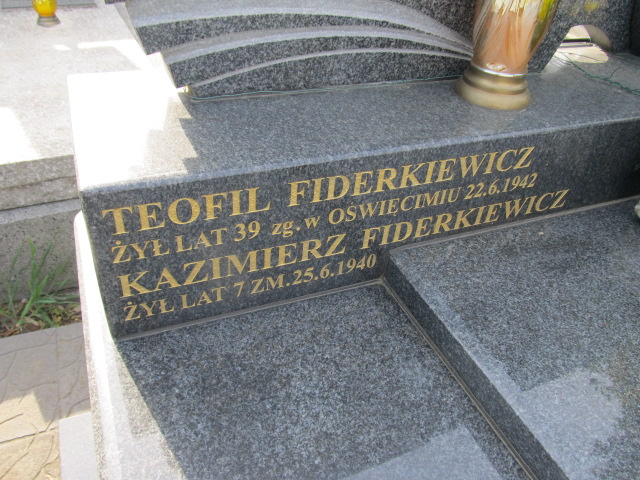 TEOFIL FIDERKIEWICZ
ŻYŁ LAT 39 zg. w OŚWIĘCIMIU 22.6.1942
KAZIMIERZ FIDERKIEWICZ
ŻYŁ LAT 7 ZM. 25.6.1940